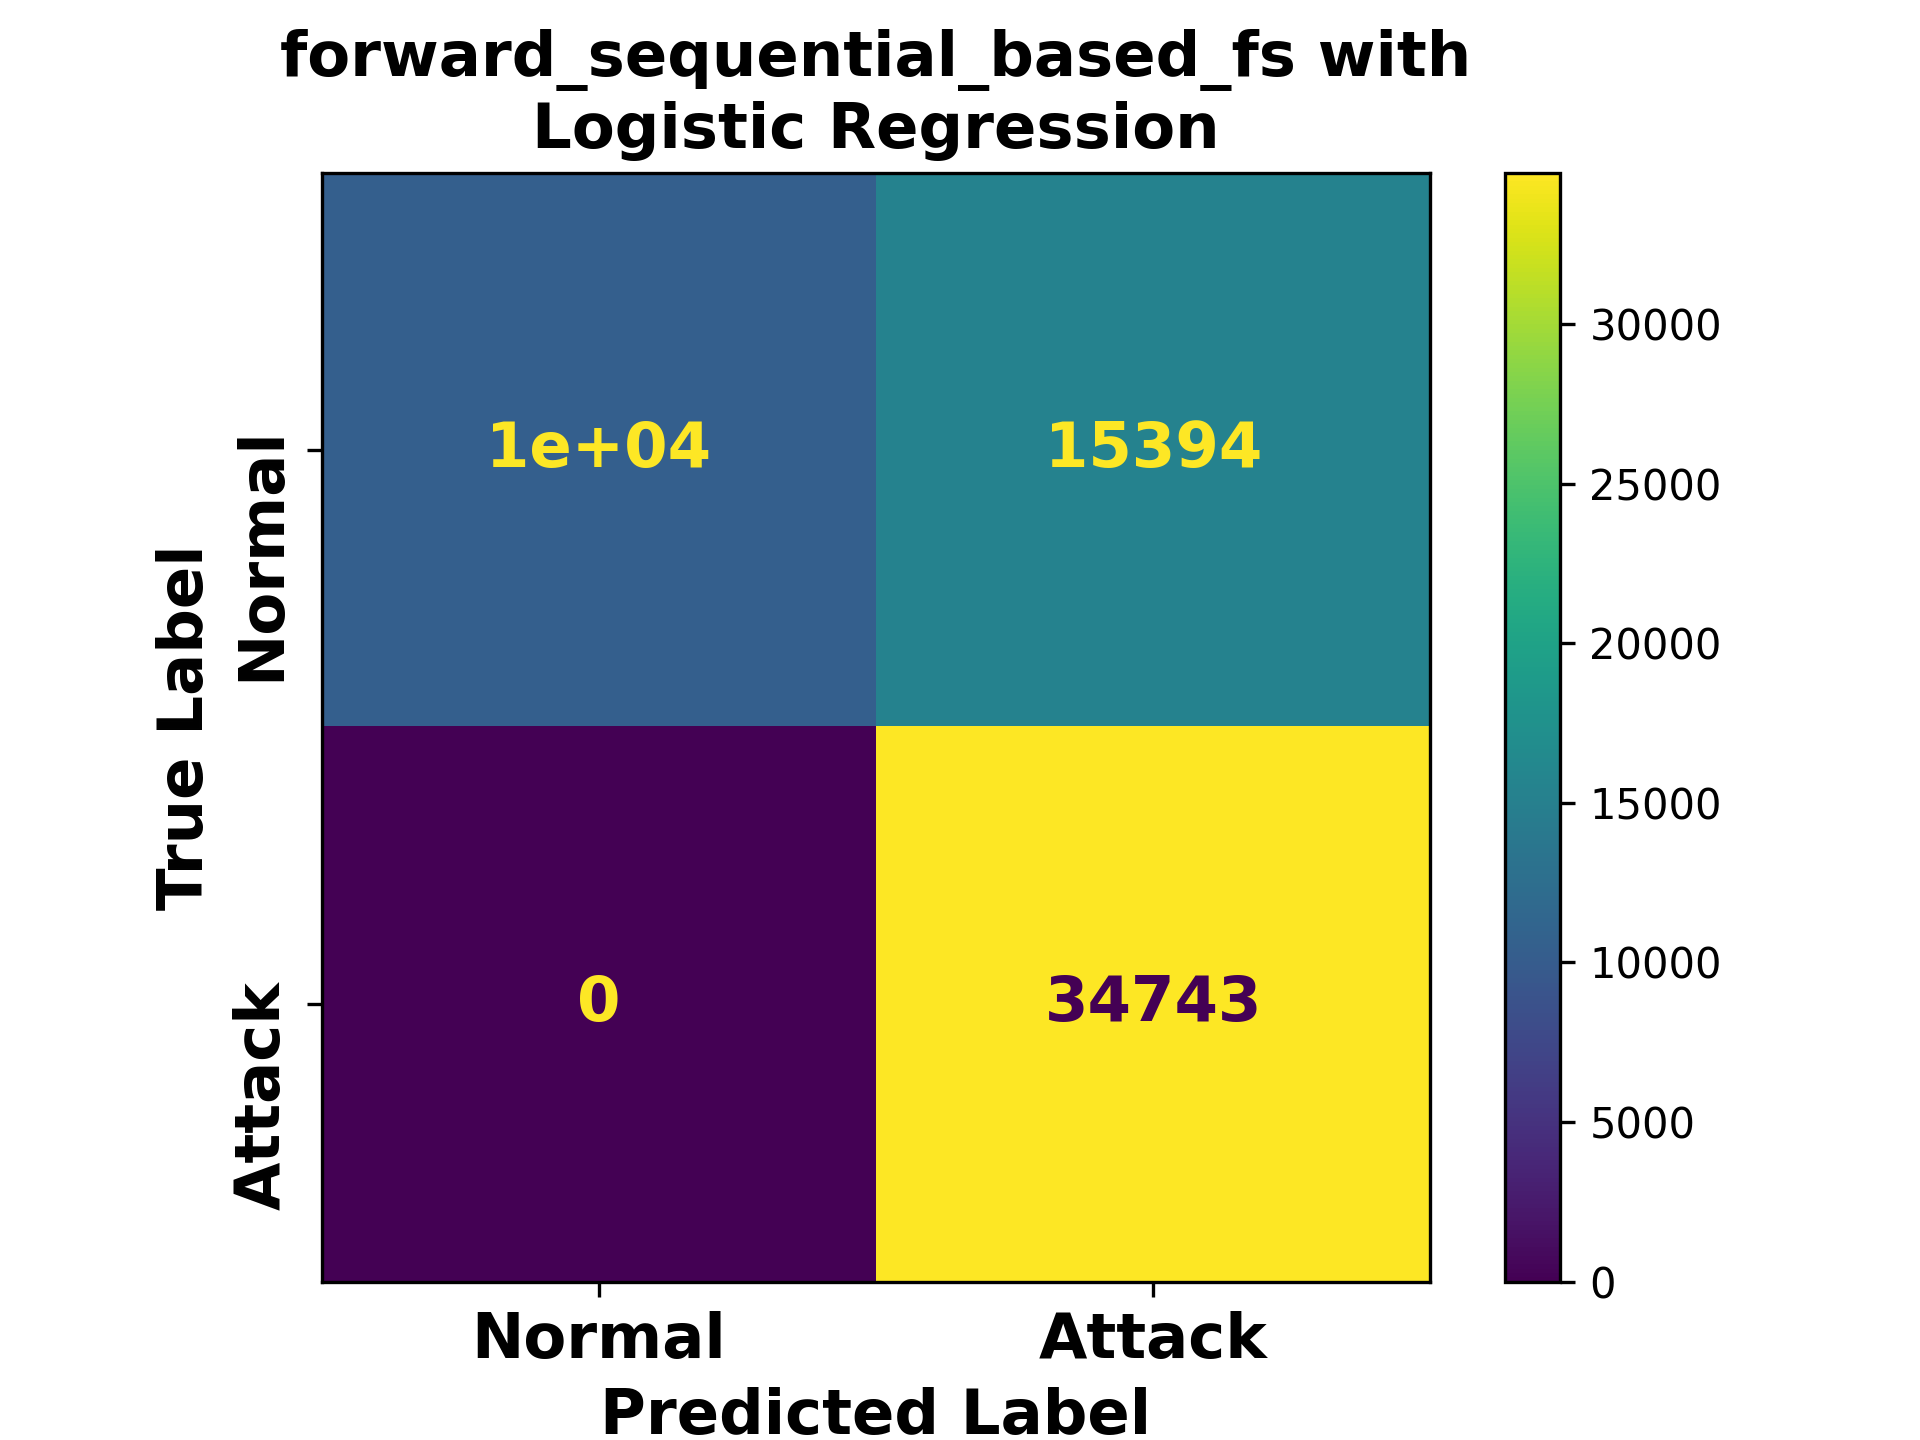 forward_sequential_based_fs with
Logistic Regression
True Label
Normal
Attack
1e+04
15394
0
34743
Normal
Attack
Predicted Label
30000
25000
20000
15000
10000
5000
0